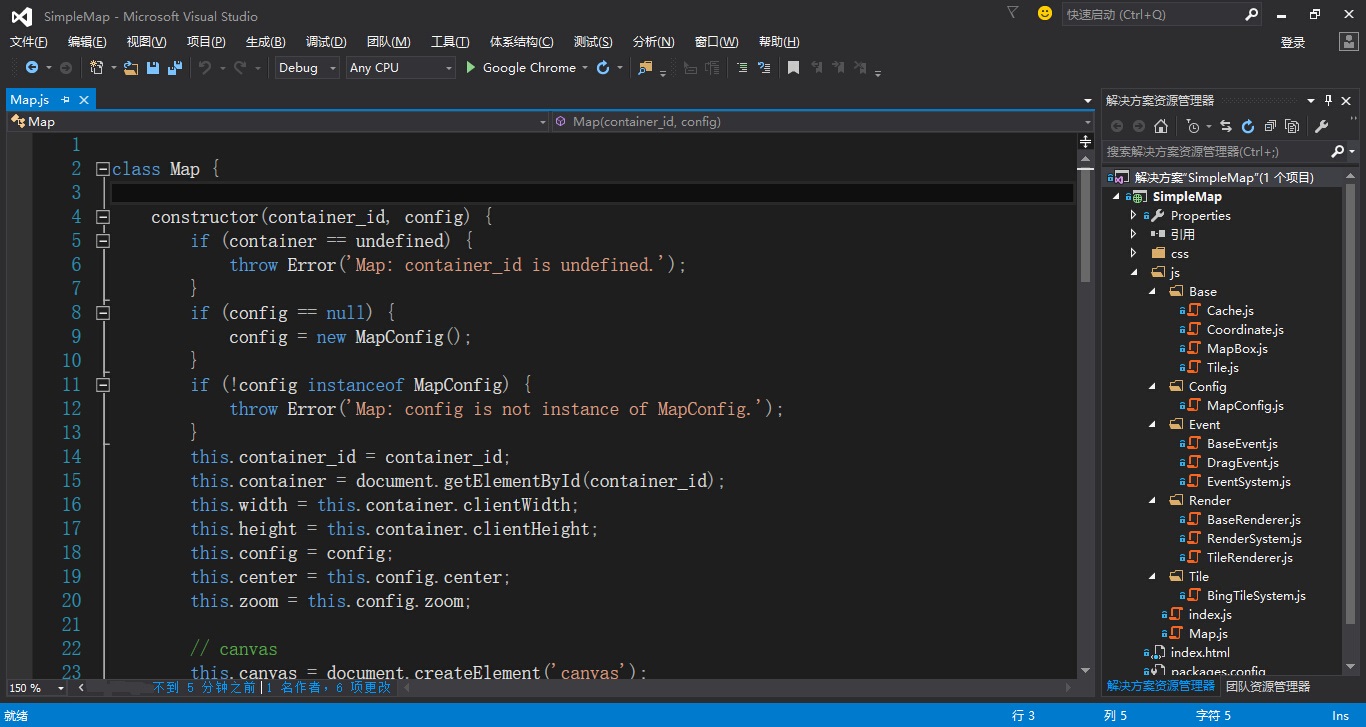 SimpleMap - Microsoft Visual Studio
快速启动 (Ctrl+Q)
文件(F) 编辑(E) 视图(V) 项目(P) 生成(B) 调试(D) 团队(M) 工具(T) 体系结构(C) 测试(S) 分析(N) 窗口(W) 帮助(H) 登录
Debug Any CPU Google Chrome
Map.js
Map Map(container_id, config)
1
2 class Map {
3
4 constructor(container_id, config) {
5 if (container == undefined) {
6 throw Error('Map: container_id is undefined.');
7 }
8 if (config == null) {
9 config = new MapConfig();
10 }
11 if (!config instanceof MapConfig) {
12 throw Error('Map: config is not instance of MapConfig.');
13 }
14 this.container_id = container_id;
15 this.container = document.getElementById(container_id);
16 this.width = this.container.clientWidth;
17 this.height = this.container.clientHeight;
18 this.config = config;
19 this.center = this.config.center;
20 this.zoom = this.config.zoom;
21
22 // canvas
23 this.canvas = document.createElement('canvas');
150 % 不到 5 分钟之前 | 1 名作者, 6 项更改
解决方案资源管理器
搜索解决方案资源管理器(Ctrl+;)
解决方案"SimpleMap"(1 个项目)
SimpleMap
Properties
引用
css
js
Base
Cache.js
Coordinate.js
MapBox.js
Tile.js
Config
MapConfig.js
Event
BaseEvent.js
DragEvent.js
EventSystem.js
Render
BaseRenderer.js
RenderSystem.js
TileRenderer.js
Tile
BingTileSystem.js
index.js
Map.js
index.html
packages.config
解决方案资源管理器 团队资源管理器
就绪 行 3 列 5 字符 5 Ins